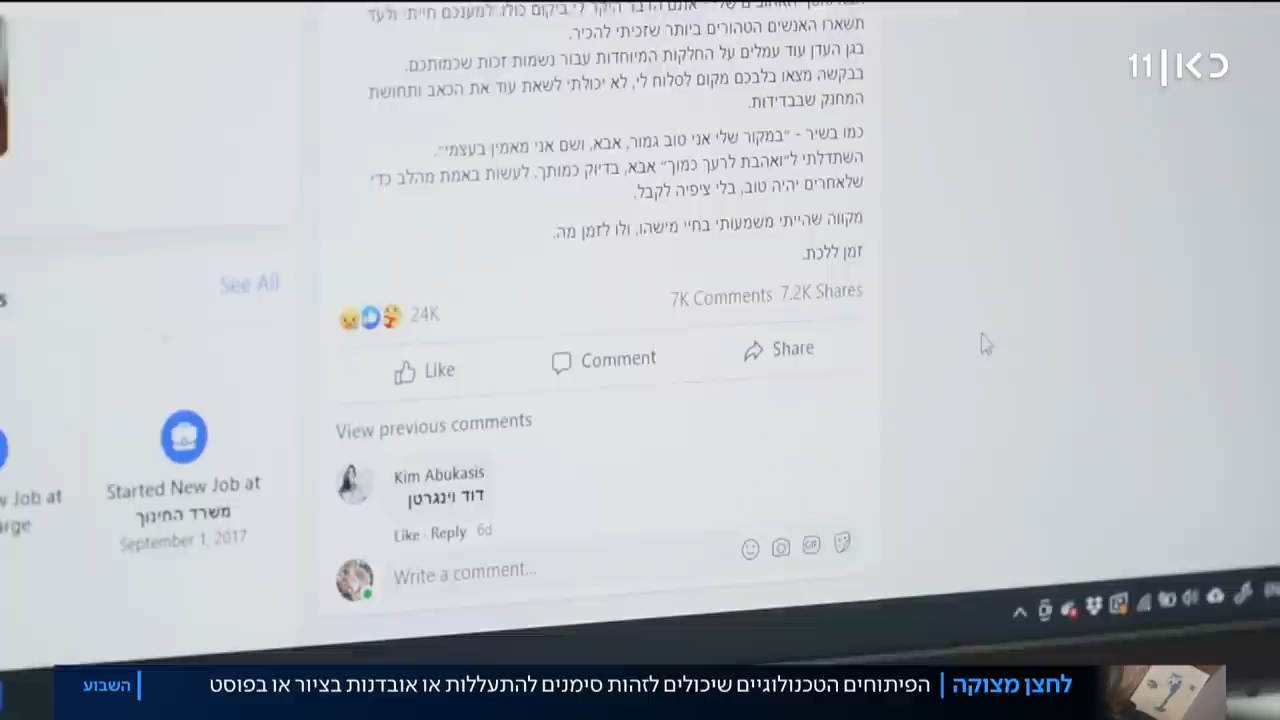 תשארו האנשים הטהורים ביותר שזכיתי להכיר.
בגן העדן עוד עמלים על החלקות המיוחדות עבור נשמות זכות שכמותכם.
בבקשה מצאו בלבכם מקום לסלוח לי, לא יכולתי לשאת עוד את הכאב ותחושת
המחנק שבבדידות.
כמו בשיר - "במקור שלי אני טוב גמור, אבא, ושם אני מאמין בעצמי".
השתדלתי ל"ואהבת לרעך כמוך" אבא, בדיוק כמותך, לעשות באמת מהלב כדי
שלאחרים יהיה טוב, בלי ציפיה לקבל.
מקווה שהייתי משמעותי בחיי מישהו, ולו לזמן מה.
זמן ללכת.
24K
7K Comments 7.2K Shares
Like
Comment
Share
View previous comments
Kim Abukasis
דוד וינגרטן
Like · Reply 6d
Write a comment...
GIF
See All
w Job at
arge
Started New Job at
משרד החינוך
September 1, 2017
כאן 11
לחצן מצוקה | הפיתוחים הטכנולוגיים שיכולים לזהות סימנים להתעללות או אובדנות בציור או בפוסט | השבוע